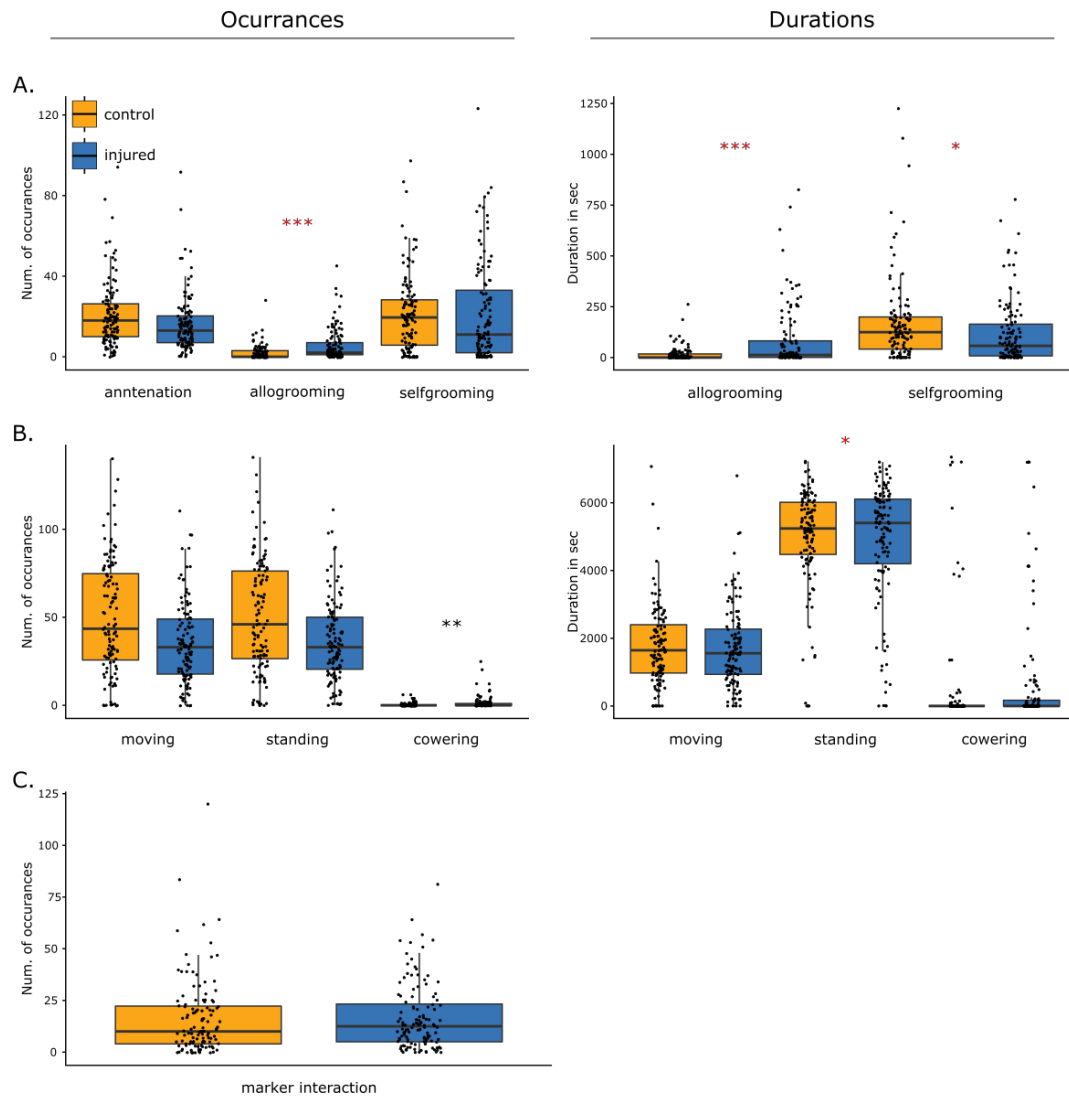 Ocurrances
Durations
A.
Num. of occurances
120
80
40
0
control
injured
***
anntenation
allogrooming
selfgrooming
Duration in sec
1250
1000
750
500
250
0
***
*
allogrooming
selfgrooming
B.
Num. of occurances
100
50
0
**
moving
standing
cowering
Duration in sec
6000
4000
2000
0
*
moving
standing
cowering
C.
Num. of occurances
125
100
75
50
25
0
marker interaction